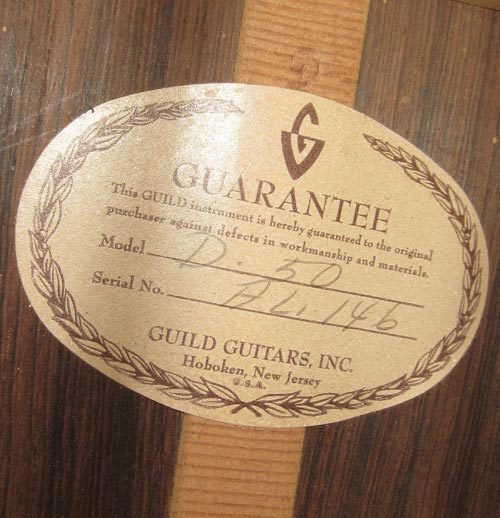 G
GUARANTEE
This GUILD instrument is hereby guaranteed to the original
purchaser against defects in workmanship and materials.
Model D. 50
Serial No. AL. 146
GUILD GUITARS, INC.
Hoboken, New Jersey
U.S.A.